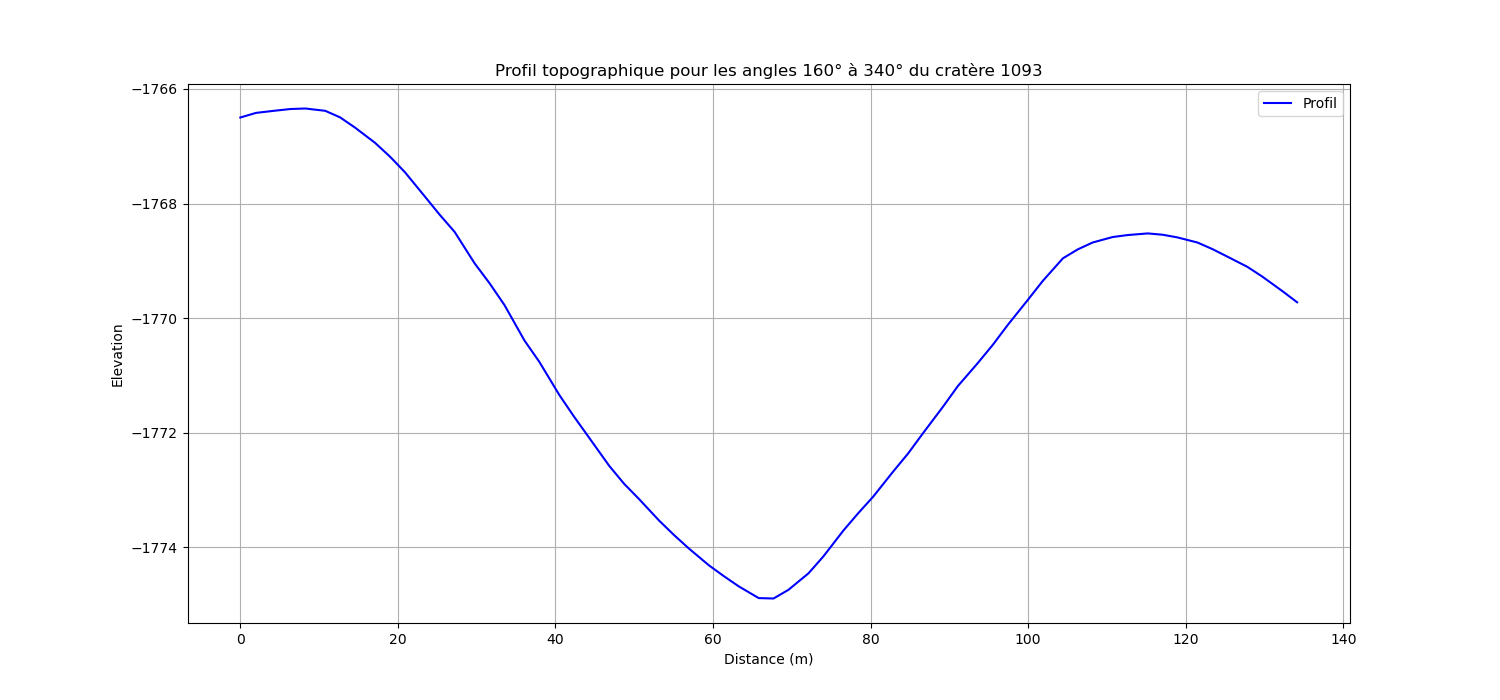 Profil topographique pour les angles 160° à 340° du cratère 1093
Profil
−1766
−1768
−1770
−1772
−1774
Elevation
0 20 40 60 80 100 120 140
Distance (m)